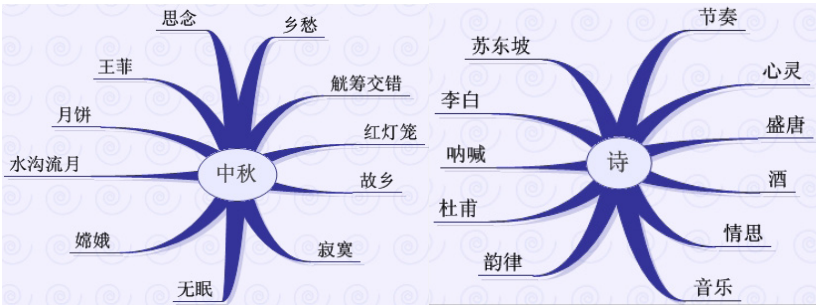 思念
乡愁
王菲
觥筹交错
月饼
红灯笼
水沟流月
中秋
故乡
嫦娥
寂寞
无眠
节奏
苏东坡
心灵
李白
盛唐
呐喊
诗
酒
杜甫
情思
韵律
音乐